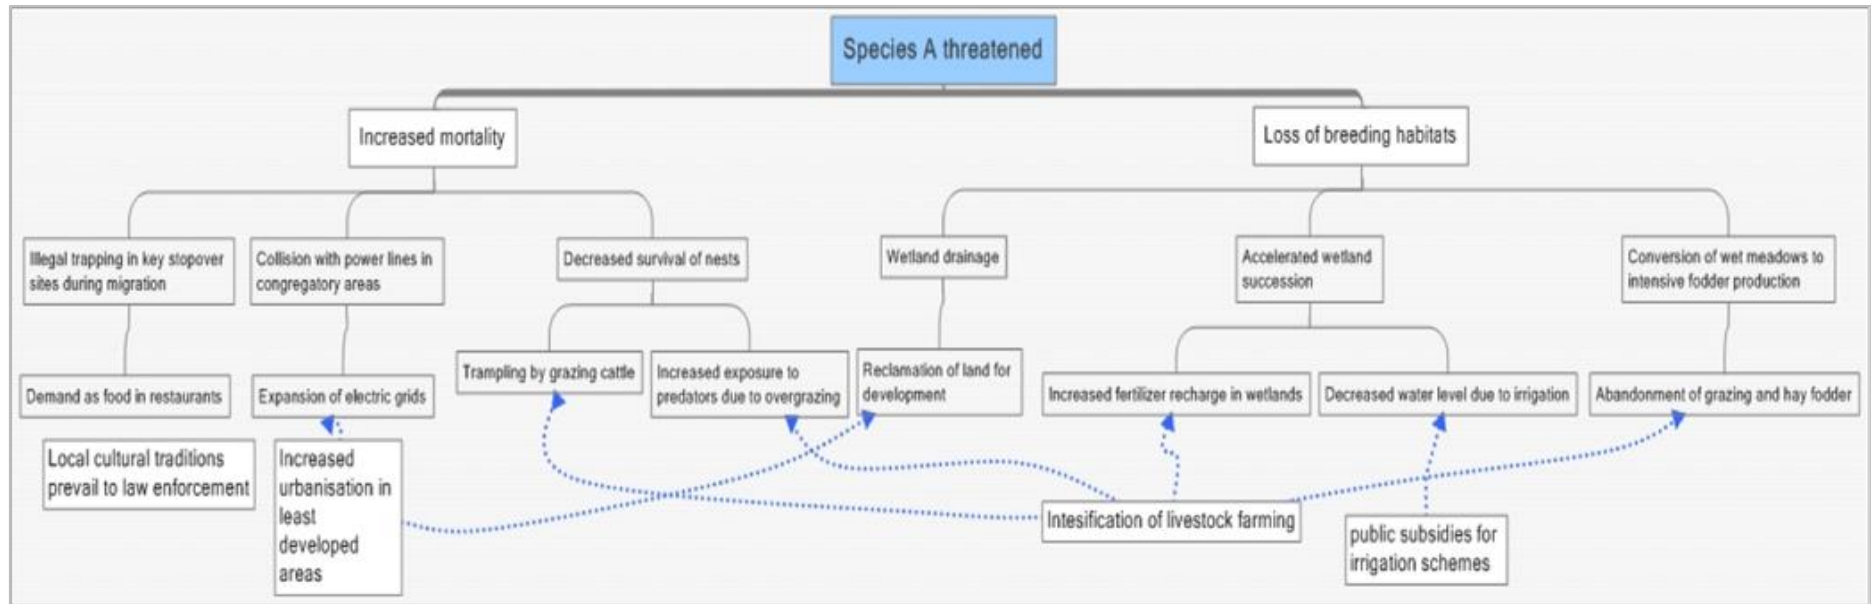 Species A threatened
Increased mortality
Loss of breeding habitats
Illegal trapping in key stopover
sites during migration
Collision with power lines in
congregatory areas
Decreased survival of nests
Wetland drainage
Accelerated wetland
succession
Conversion of wet meadows to
intensive fodder production
Demand as food in restaurants
Expansion of electric grids
Trampling by grazing cattle
Increased exposure to
predators due to overgrazing
Reclamation of land for
development
Increased fertilizer recharge in wetlands
Decreased water level due to irrigation
Abandonment of grazing and hay fodder
Local cultural traditions
prevail to law enforcement
Increased
urbanisation in
least
developed
areas
Intesification of livestock farming
public subsidies for
irrigation schemes